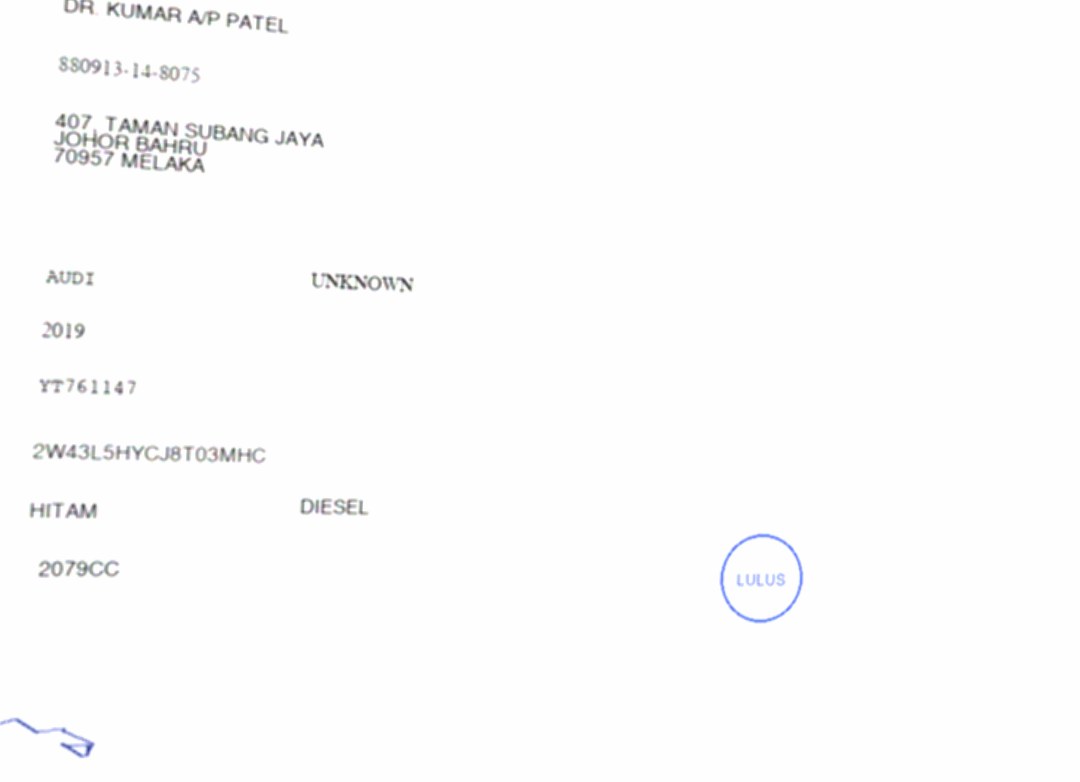 DR. KUMAR A/P PATEL
880913-14-8075
407, TAMAN SUBANG JAYA
JOHOR BAHRU
70957 MELAKA
AUDI UNKNOWN
2019
YT761147
2W43L5HYCJ8T03MHC
HITAM DIESEL
2079CC
LULUS